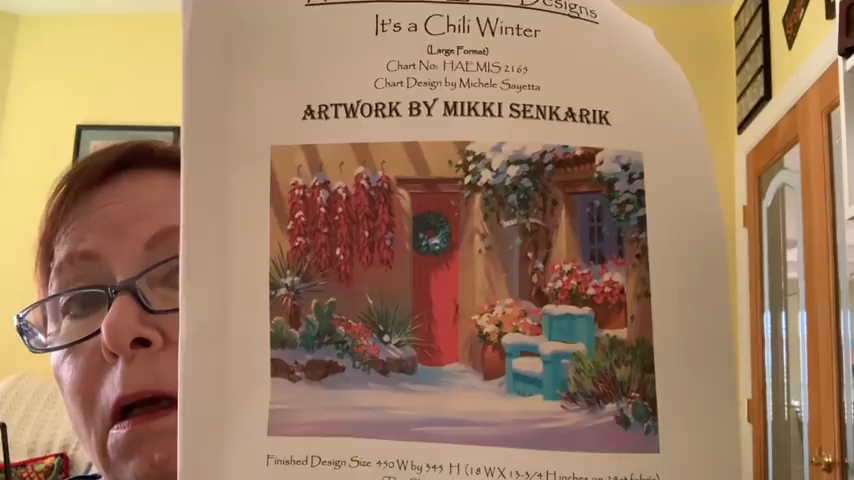 Designs
It's a Chili Winter
(Large Format)
Chart No: HAEMIS 2165
Chart Design by Michele Sayetta
ARTWORK BY MIKKI SENKARIK
Finished Design Size 450 W by 345 H (18 W X 13-3/4 H inches on